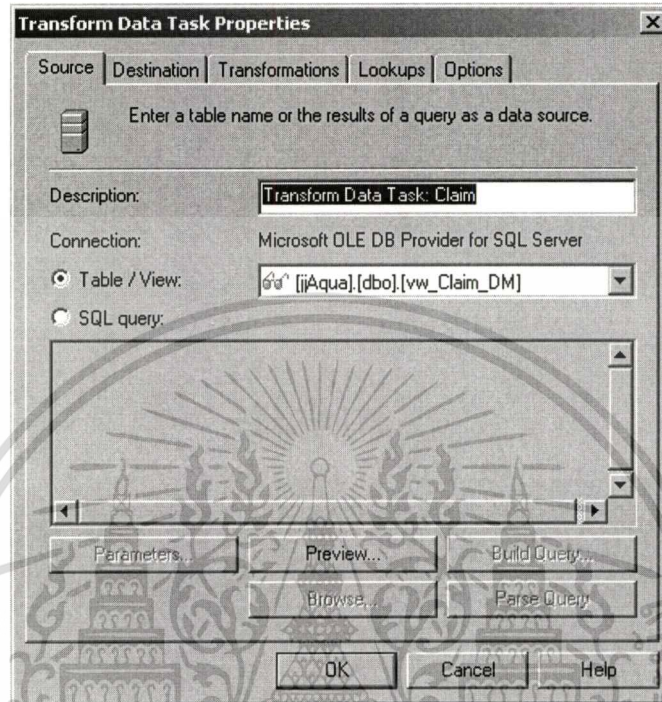 Transform Data Task Properties
Source Destination Transformations Lookups Options
Enter a table name or the results of a query as a data source.
Description: Transform Data Task: Claim
Connection: Microsoft OLE DB Provider for SQL Server
Table / View: [jjAqua].[dbo].[vw_Claim_DM]
SQL query:
Parameters... Preview... Build Query...
Browse... Parse Query
OK Cancel Help